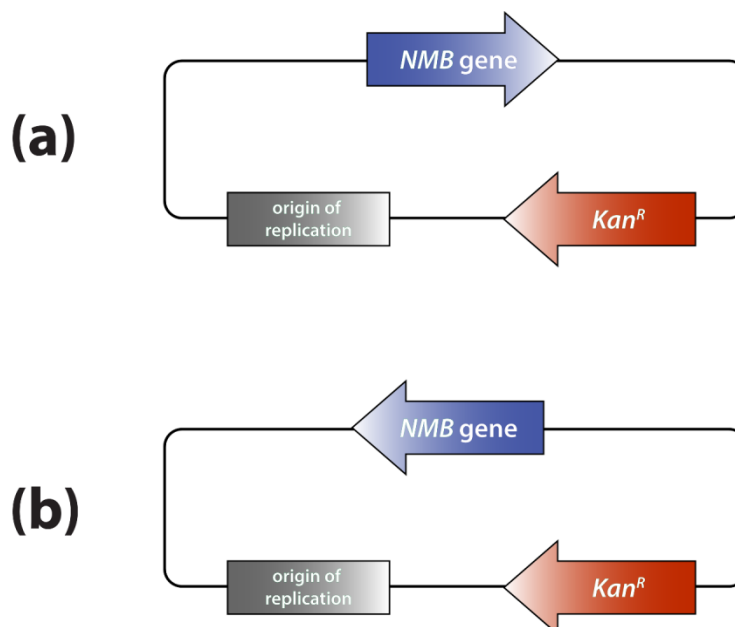 (a)
NMB gene
origin of
replication
Kan^R
(b)
NMB gene
origin of
replication
Kan^R